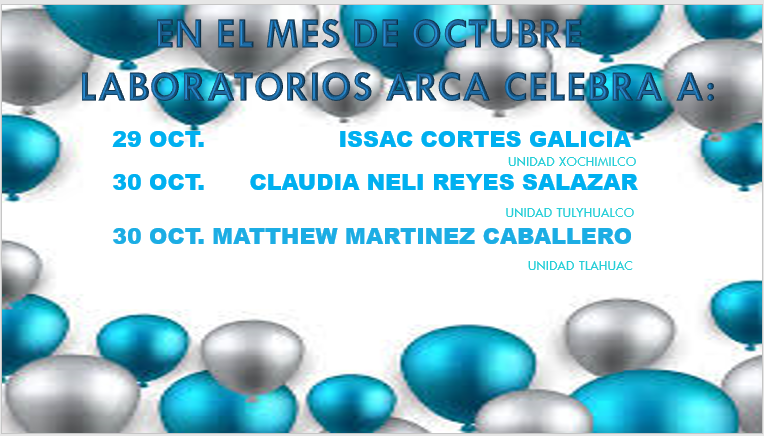 EN EL MES DE OCTUBRE
LABORATORIOS ARCA CELEBRA A:
29 OCT. ISSAC CORTES GALICIA
UNIDAD XOCHIMILCO
30 OCT. CLAUDIA NELI REYES SALAZAR
UNIDAD TULYHUALCO
30 OCT. MATTHEW MARTINEZ CABALLERO
UNIDAD TLAHUAC